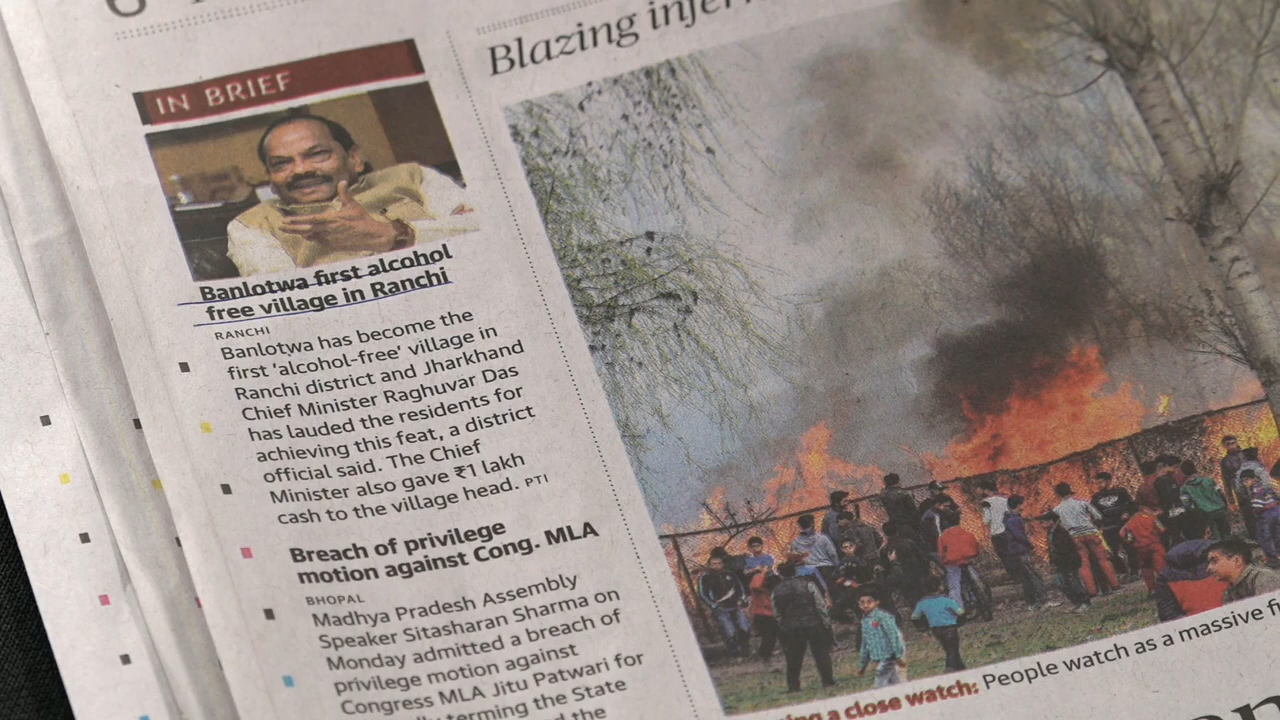 IN BRIEF
Banlotwa first alcohol
free village in Ranchi
RANCHI
Banlotwa has become the
first 'alcohol-free' village in
Ranchi district and Jharkhand
Chief Minister Raghuvar Das
has lauded the residents for
achieving this feat, a district
official said. The Chief
Minister also gave ₹1 lakh
cash to the village head. PTI
Breach of privilege
motion against Cong. MLA
BHOPAL
Madhya Pradesh Assembly
Speaker Sitasharan Sharma on
Monday admitted a breach of
privilege motion against
Congress MLA Jitu Patwari for
terming the State
the
Blazing
a close watch: People watch as a massive